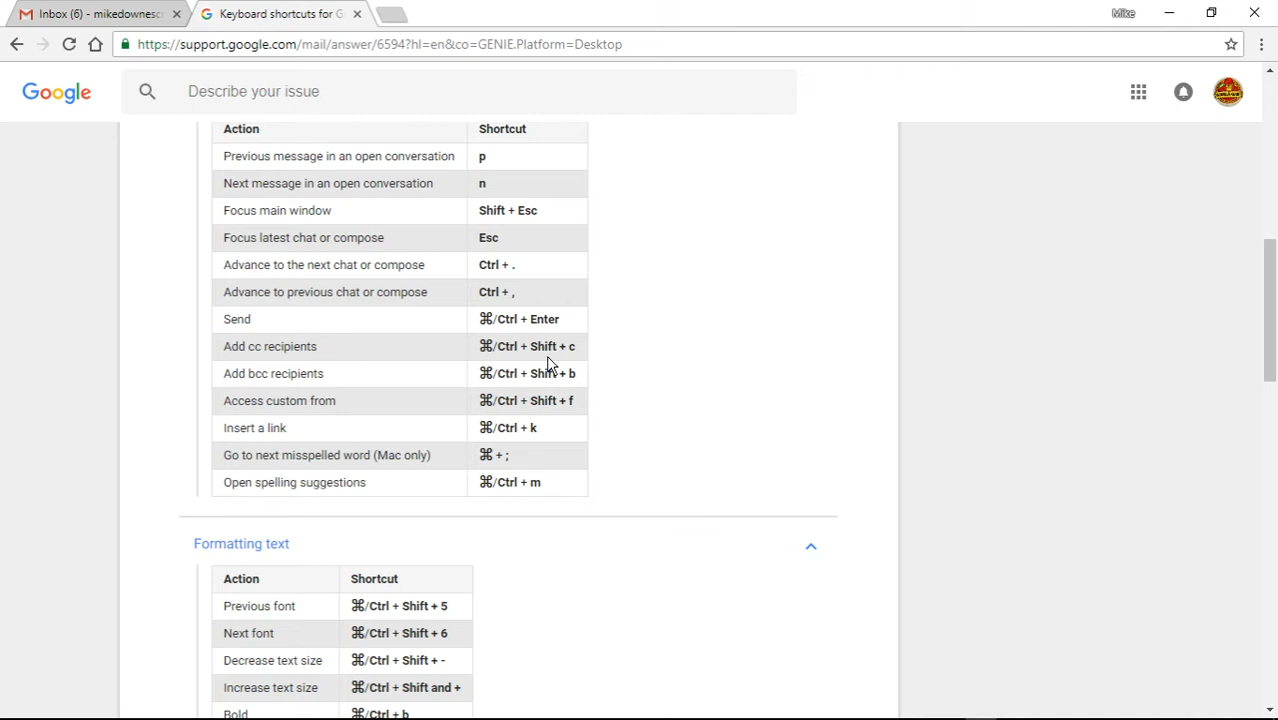 Inbox (6) - mikedownescr
Keyboard shortcuts for G
Mike
https://support.google.com/mail/answer/6594?hl=en&co=GENIE.Platform=Desktop
Google
Describe your issue
Action Shortcut
Previous message in an open conversation p
Next message in an open conversation n
Focus main window Shift + Esc
Focus latest chat or compose Esc
Advance to the next chat or compose Ctrl + .
Advance to previous chat or compose Ctrl + ,
Send ⌘/Ctrl + Enter
Add cc recipients ⌘/Ctrl + Shift + c
Add bcc recipients ⌘/Ctrl + Shift + b
Access custom from ⌘/Ctrl + Shift + f
Insert a link ⌘/Ctrl + k
Go to next misspelled word (Mac only) ⌘ + ;
Open spelling suggestions ⌘/Ctrl + m
Formatting text
Action Shortcut
Previous font ⌘/Ctrl + Shift + 5
Next font ⌘/Ctrl + Shift + 6
Decrease text size ⌘/Ctrl + Shift + -
Increase text size ⌘/Ctrl + Shift and +
Bold ⌘/Ctrl + b